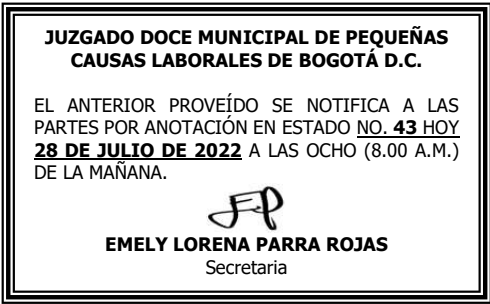 JUZGADO DOCE MUNICIPAL DE PEQUEÑAS
CAUSAS LABORALES DE BOGOTÁ D.C.
EL ANTERIOR PROVEÍDO SE NOTIFICA A LAS
PARTES POR ANOTACIÓN EN ESTADO NO. 43 HOY
28 DE JULIO DE 2022 A LAS OCHO (8.00 A.M.)
DE LA MAÑANA.
EMELY LORENA PARRA ROJAS
Secretaria